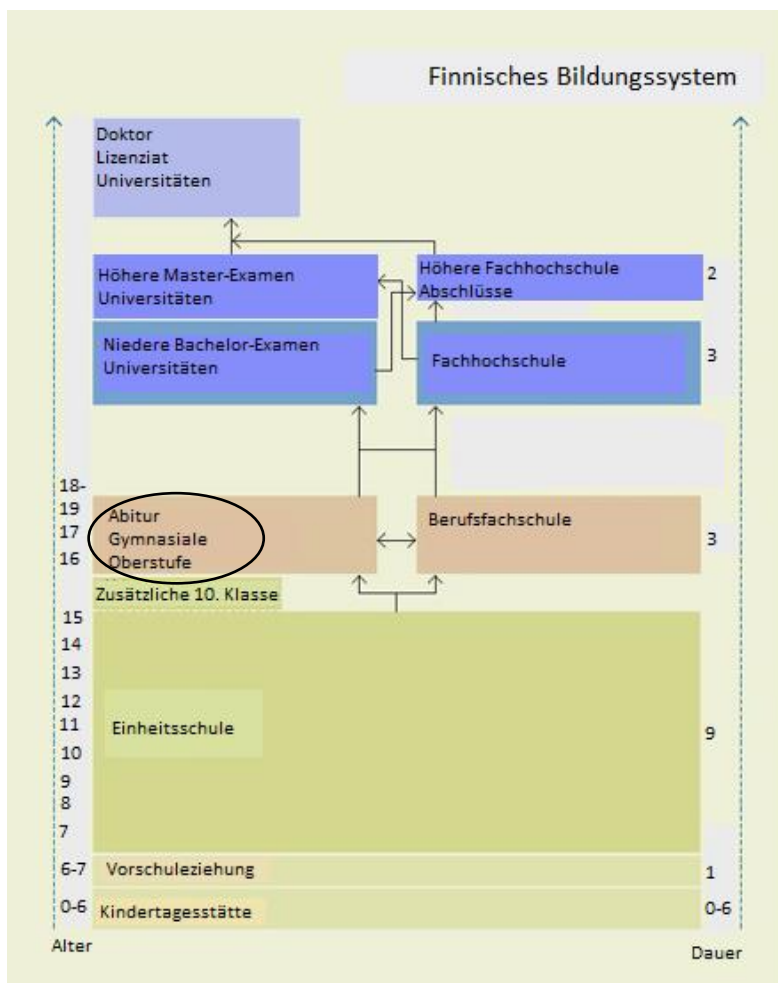 Finnisches Bildungssystem
Doktor
Lizenziat
Universitäten
Höhere Master-Examen
Universitäten
Höhere Fachhochschule
Abschlüsse
2
Niedere Bachelor-Examen
Universitäten
Fachhochschule
3
18-
19
17
16
Abitur
Gymnasiale
Oberstufe
Berufsfachschule
3
Zusätzliche 10. Klasse
15
14
13
12
11
10
9
8
7
Einheitsschule
9
6-7 Vorschuleziehung 1
0-6 Kindertagesstätte 0-6
Alter
Dauer